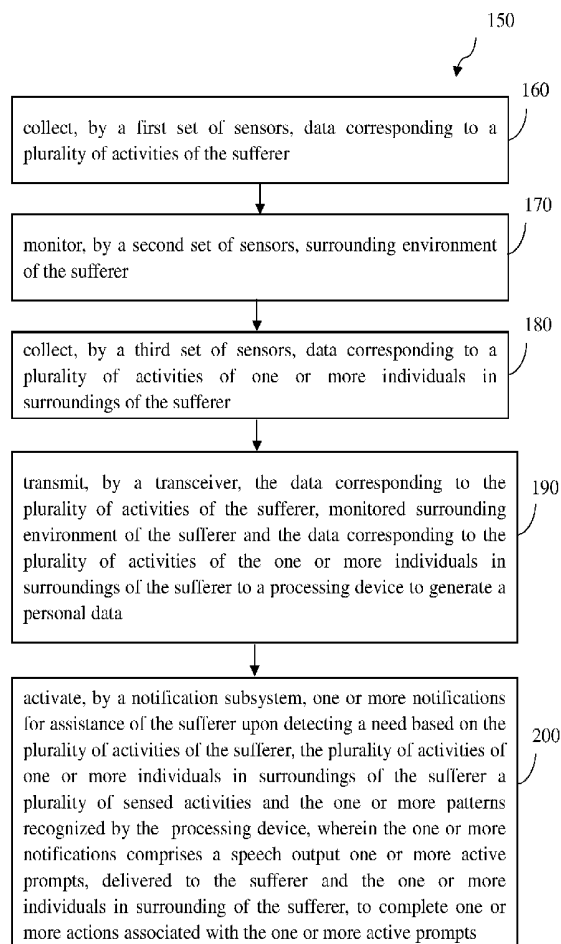 150
160
collect, by a first set of sensors, data corresponding to a
plurality of activities of the sufferer
170
monitor, by a second set of sensors, surrounding environment
of the sufferer
180
collect, by a third set of sensors, data corresponding to a
plurality of activities of one or more individuals in
surroundings of the sufferer
190
transmit, by a transceiver, the data corresponding to the
plurality of activities of the sufferer, monitored surrounding
environment of the sufferer and the data corresponding to the
plurality of activities of the one or more individuals in
surroundings of the sufferer to a processing device to generate a
personal data
200
activate, by a notification subsystem, one or more notifications
for assistance of the sufferer upon detecting a need based on the
plurality of activities of the sufferer, the plurality of activities of
one or more individuals in surroundings of the sufferer a
plurality of sensed activities and the one or more patterns
recognized by the processing device, wherein the one or more
notifications comprises a speech output one or more active
prompts, delivered to the sufferer and the one or more
individuals in surrounding of the sufferer, to complete one or
more actions associated with the one or more active prompts